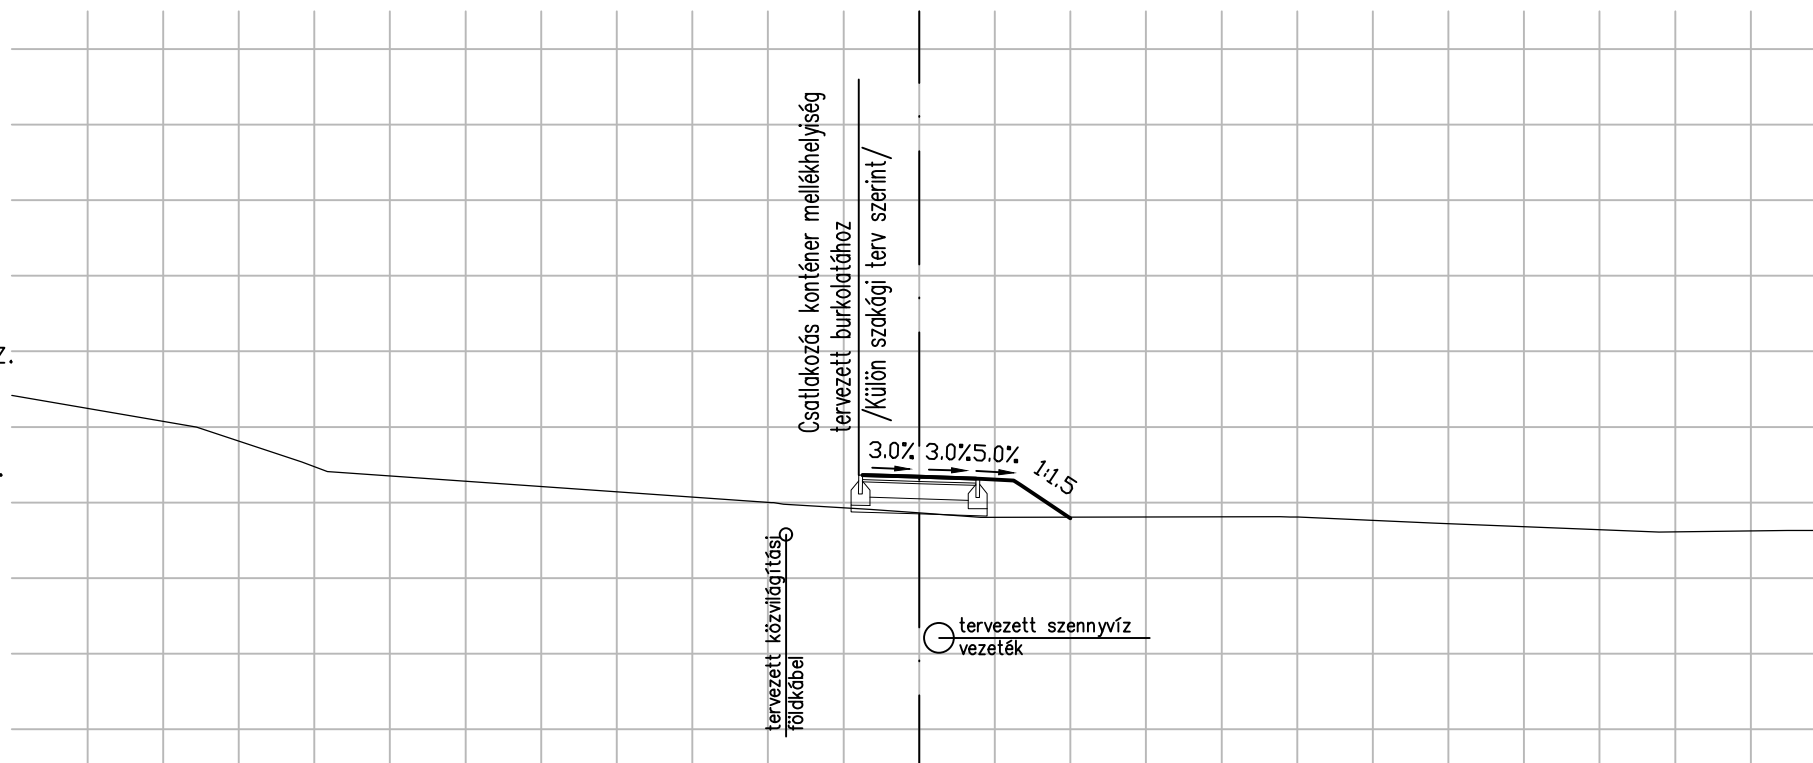 Csatlakozás konténer mellékhelyiség
tervezett burkolatához
/Külön szakági terv szerint/
z.
.
3.0% 3.0% 5.0% 1:1.5
tervezett közvilágítási
földkábel
tervezett szennyvíz
vezeték